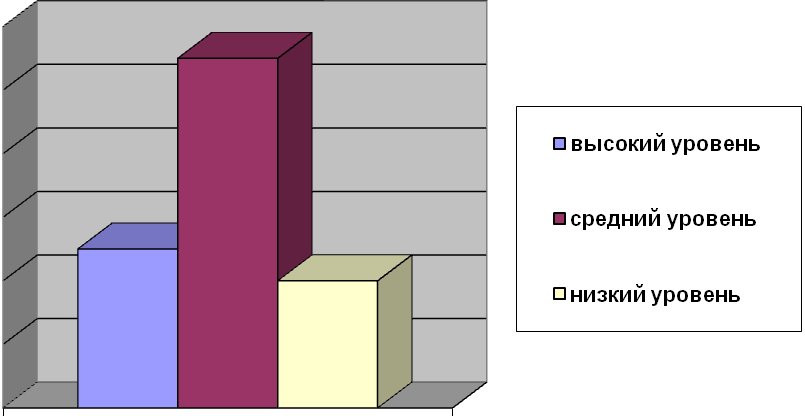 высокий уровень
средний уровень
низкий уровень